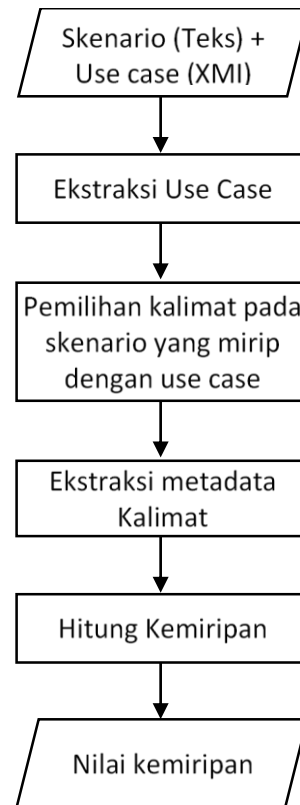 Skenario (Teks) +
Use case (XMI)
Ekstraksi Use Case
Pemilihan kalimat pada
skenario yang mirip
dengan use case
Ekstraksi metadata
Kalimat
Hitung Kemiripan
Nilai kemiripan